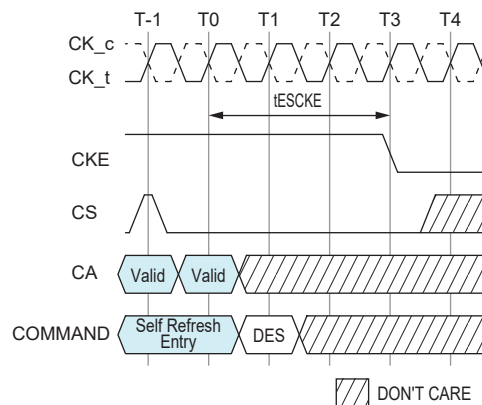 T-1 T0 T1 T2 T3 T4
CK_c
CK_t
tESCKE
CKE
CS
CA Valid Valid
COMMAND Self Refresh Entry DES
DON'T CARE